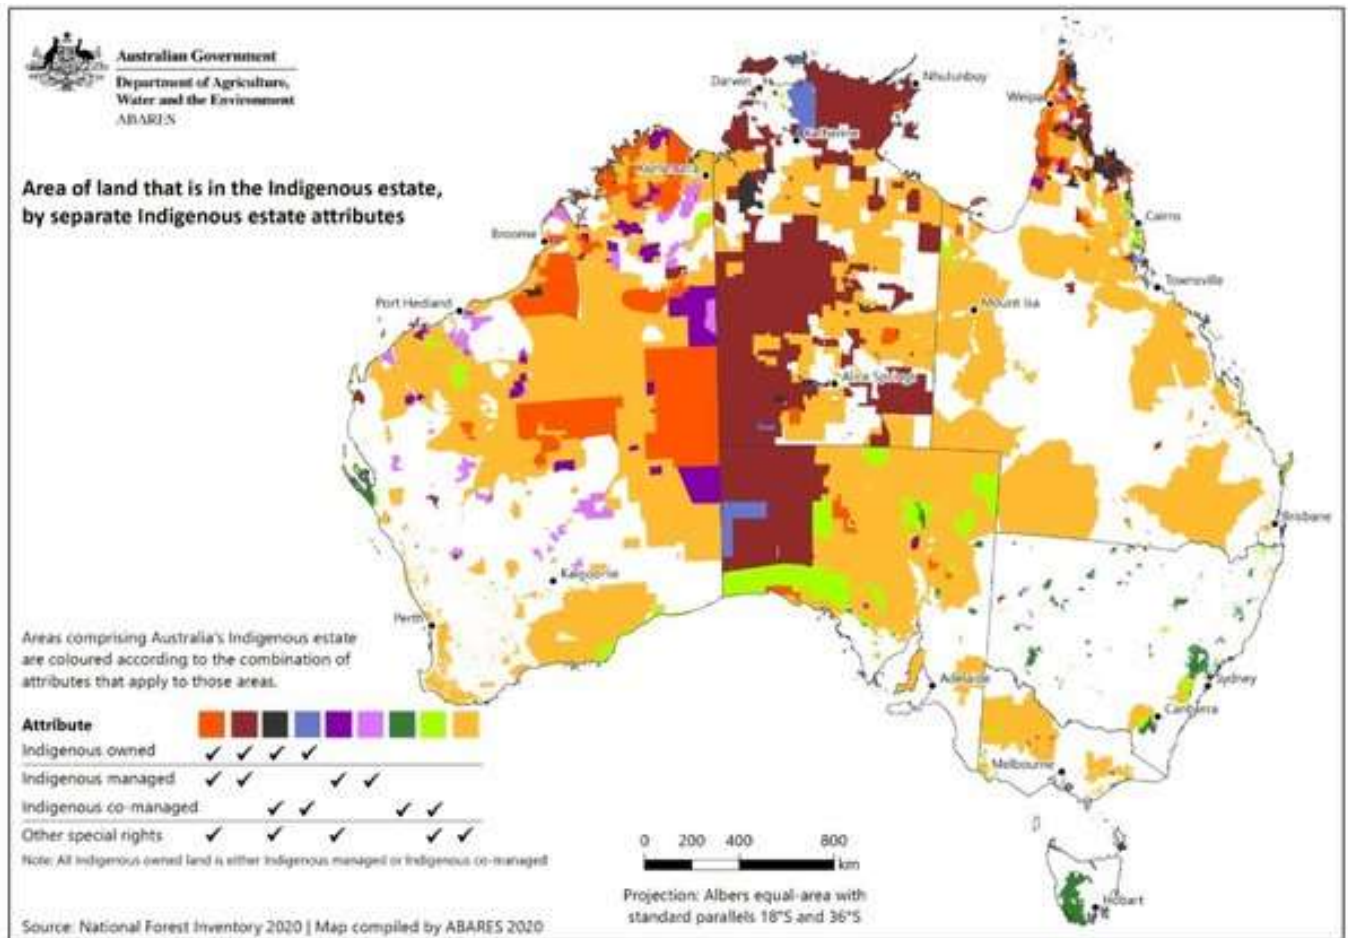 Australian Government
Department of Agriculture,
Water and the Environment
ABARES
Area of land that is in the Indigenous estate,
by separate Indigenous estate attributes
Darwin
Nhulunbuy
Katherine
Weipa
Kununurra
Cairns
Broome
Townsville
Port Hedland
Mount Isa
Alice Springs
Brisbane
Kalgoorlie
Perth
Adelaide
Sydney
Canberra
Melbourne
Hobart
Areas comprising Australia's Indigenous estate
are coloured according to the combination of
attributes that apply to those areas.
Attribute
Indigenous owned ✓ ✓ ✓ ✓
Indigenous managed ✓ ✓ ✓ ✓
Indigenous co-managed ✓ ✓ ✓ ✓
Other special rights ✓ ✓ ✓ ✓ ✓
Note: All Indigenous owned land is either Indigenous managed or Indigenous co-managed
0 200 400 800
km
Projection: Albers equal-area with
standard parallels 18°S and 36°S
Source: National Forest Inventory 2020 | Map compiled by ABARES 2020